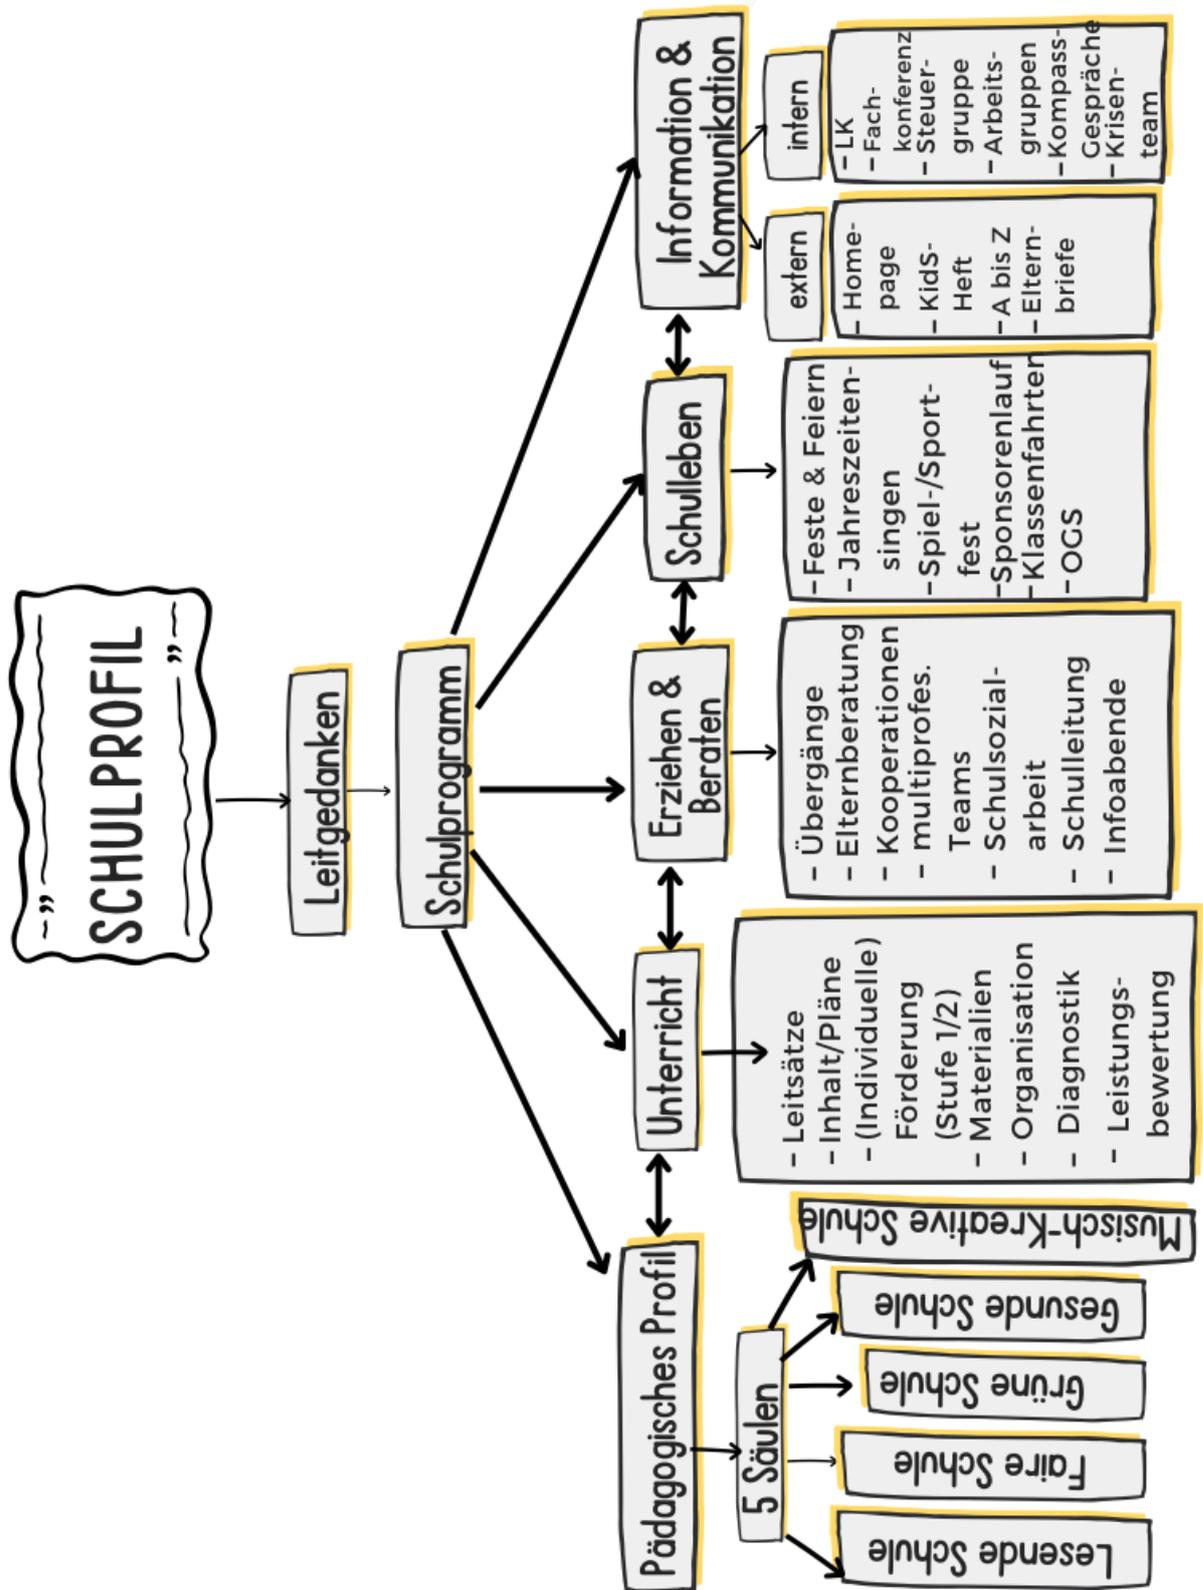 „
SCHULPROFIL
”
Leitgedanken
Schulprogramm
Pädagogisches Profil
5 Säulen
Lesende Schule
Faire Schule
Grüne Schule
Gesunde Schule
Musisch-Kreative Schule
Unterricht
- Leitsätze
- Inhalt/Pläne
- (Individuelle)
Förderung
(Stufe 1/2)
- Materialien
- Organisation
- Diagnostik
- Leistungs-
bewertung
Erziehen &
Beraten
- Übergänge
- Elternberatung
- Kooperationen
- multiprofes.
Teams
- Schulsozial-
arbeit
- Schulleitung
- Infoabende
Schulleben
- Feste & Feiern
- Jahreszeiten-
singen
- Spiel-/Sport-
fest
- Sponsorenlauf
- Klassenfahrten
- OGS
Information &
Kommunikation
extern
- Home-
page
- KidS-
Heft
- A bis Z
- Eltern-
briefe
intern
- LK
- Fach-
konferenz
- Steuer-
gruppe
- Arbeits-
gruppen
- Kompass-
Gespräche
- Krisen-
team